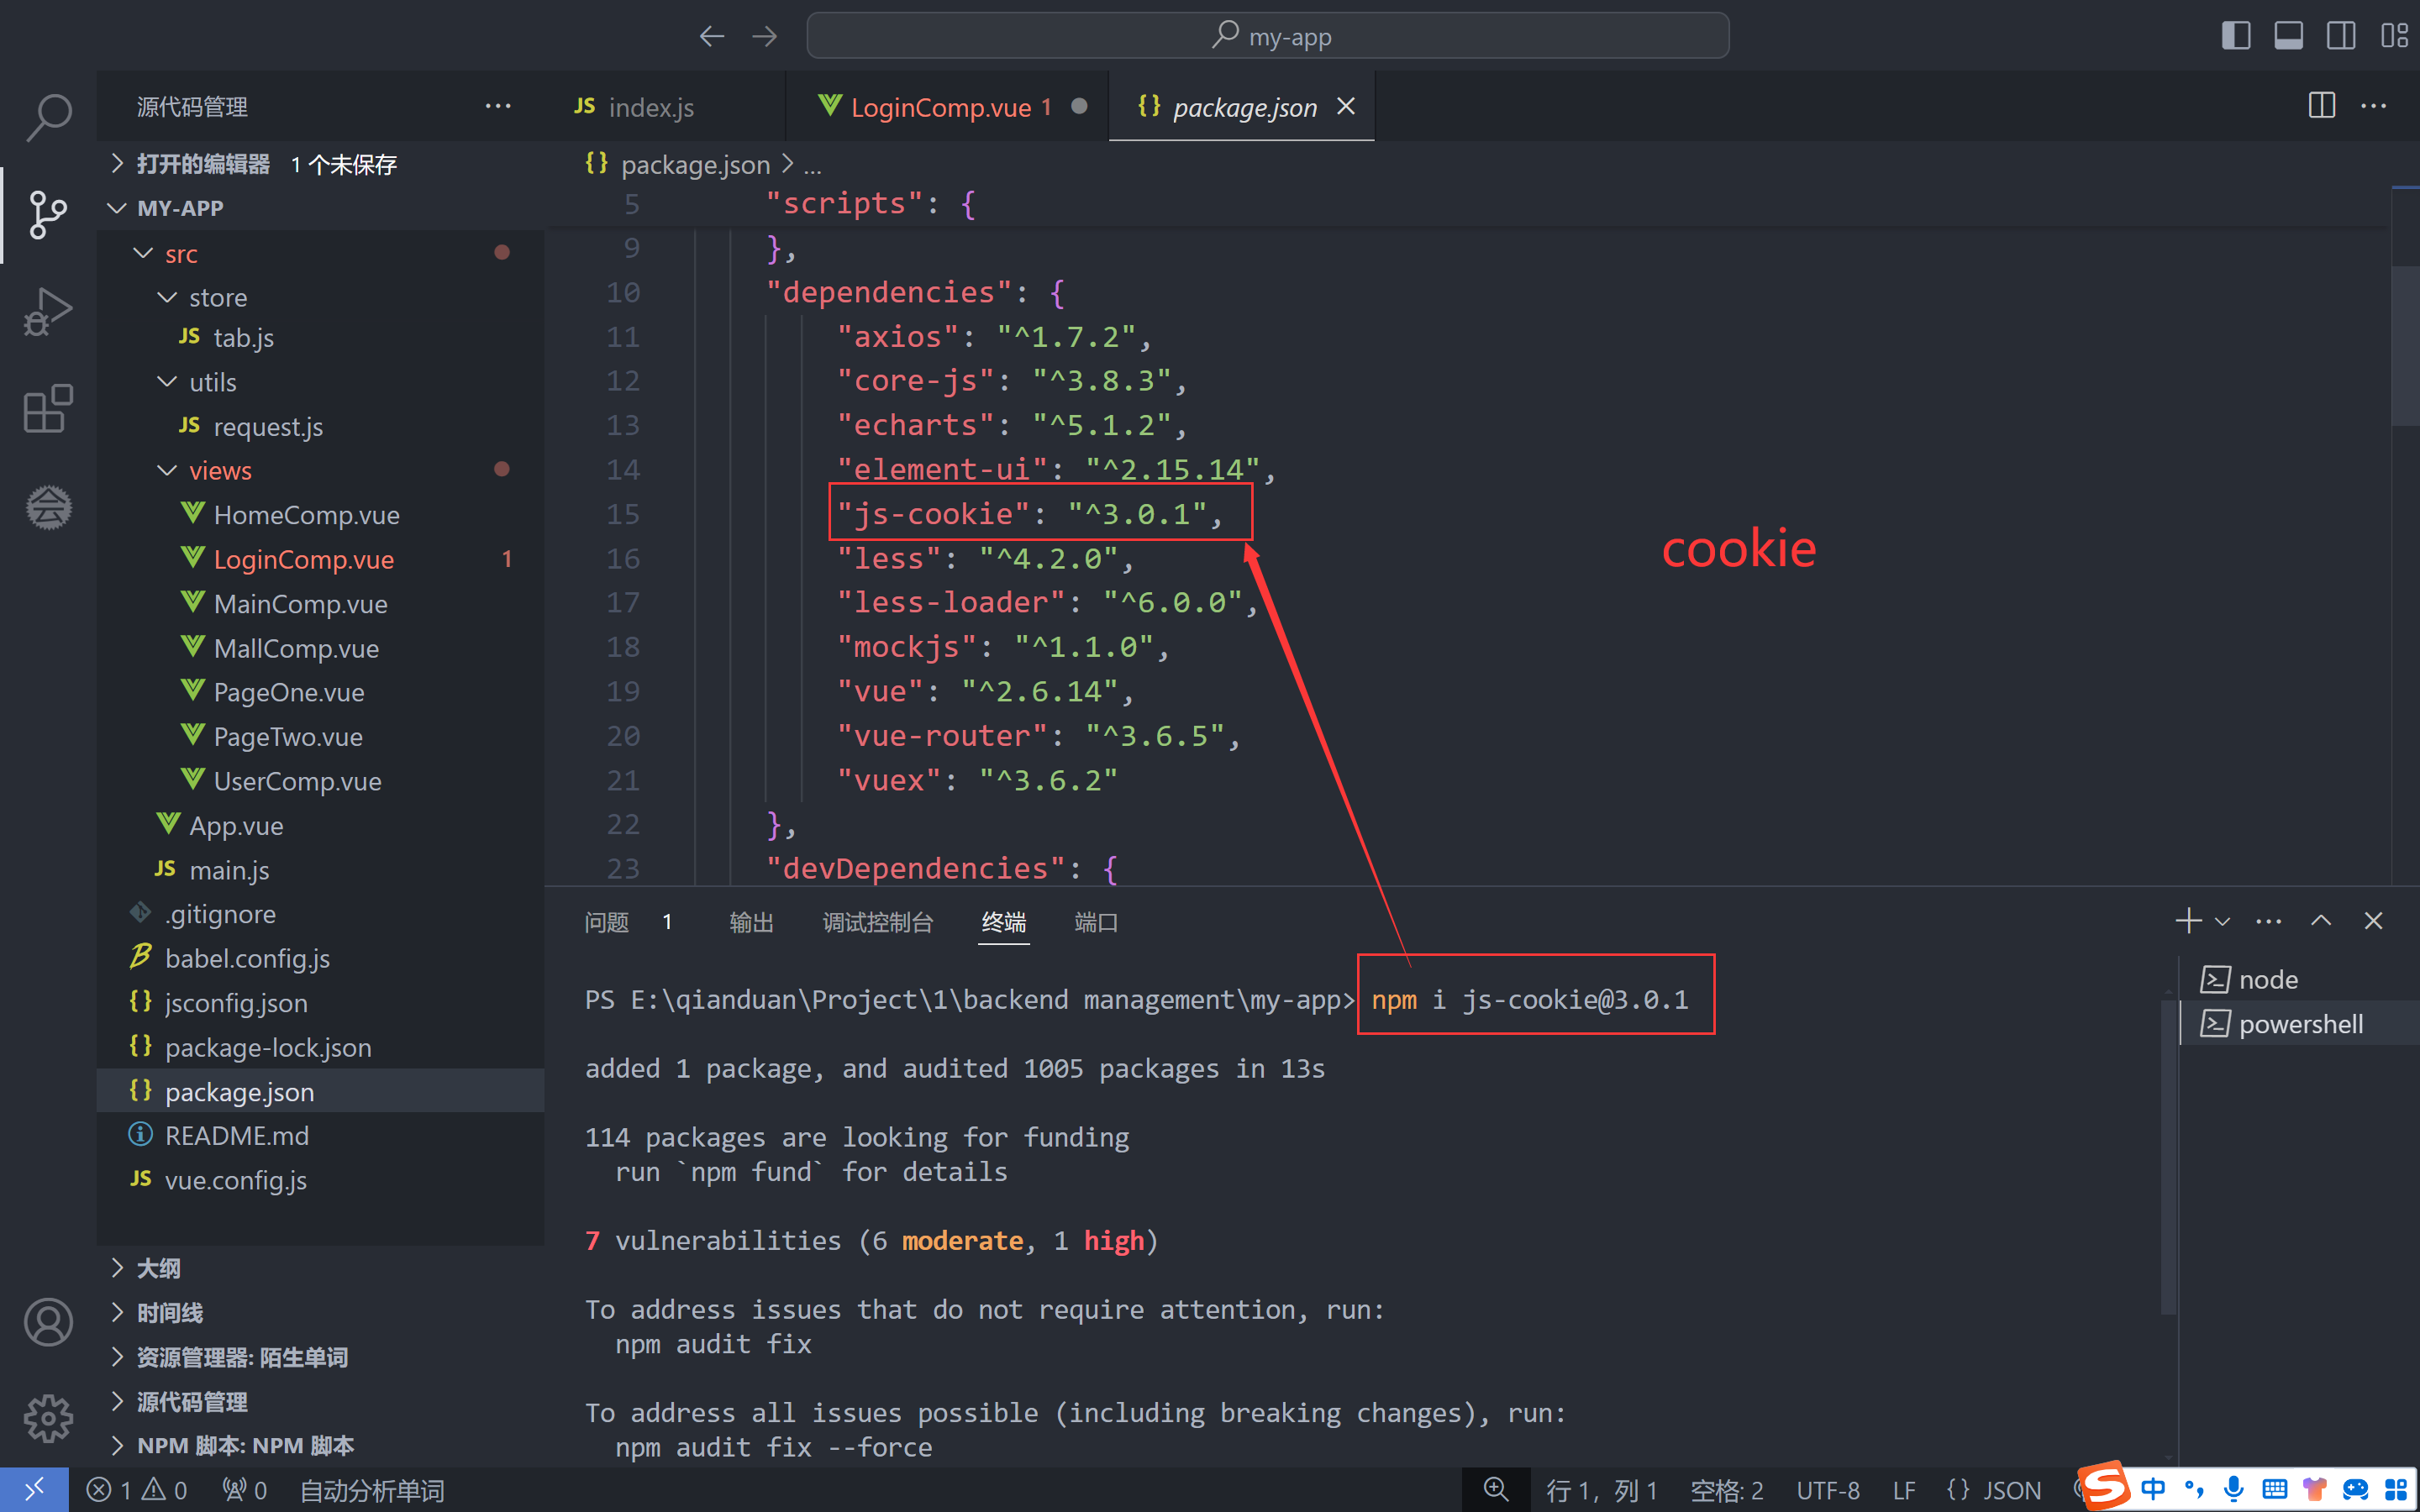 my-app
源代码管理
JS index.js
LoginComp.vue 1
{} package.json
打开的编辑器 1 个未保存
{} package.json > ...
MY-APP
src
store
JS tab.js
utils
JS request.js
views
HomeComp.vue
LoginComp.vue 1
MainComp.vue
MallComp.vue
PageOne.vue
PageTwo.vue
UserComp.vue
App.vue
JS main.js
.gitignore
babel.config.js
{} jsconfig.json
{} package-lock.json
{} package.json
README.md
JS vue.config.js
大纲
时间线
资源管理器: 陌生单词
源代码管理
NPM 脚本: NPM 脚本
5 "scripts": {
9 },
10 "dependencies": {
11 "axios": "^1.7.2",
12 "core-js": "^3.8.3",
13 "echarts": "^5.1.2",
14 "element-ui": "^2.15.14",
15 "js-cookie": "^3.0.1",
16 "less": "^4.2.0",
17 "less-loader": "^6.0.0",
18 "mockjs": "^1.1.0",
19 "vue": "^2.6.14",
20 "vue-router": "^3.6.5",
21 "vuex": "^3.6.2"
22 },
23 "devDependencies": {
cookie
问题 1 输出 调试控制台 终端 端口
PS E:\qianduan\Project\1\backend management\my-app> npm i js-cookie@3.0.1
added 1 package, and audited 1005 packages in 13s
114 packages are looking for funding
run `npm fund` for details
7 vulnerabilities (6 moderate, 1 high)
To address issues that do not require attention, run:
npm audit fix
To address all issues possible (including breaking changes), run:
npm audit fix --force
node
powershell
1 0 0 自动分析单词
行 1, 列 1 空格: 2 UTF-8 LF {} JSON
S 中